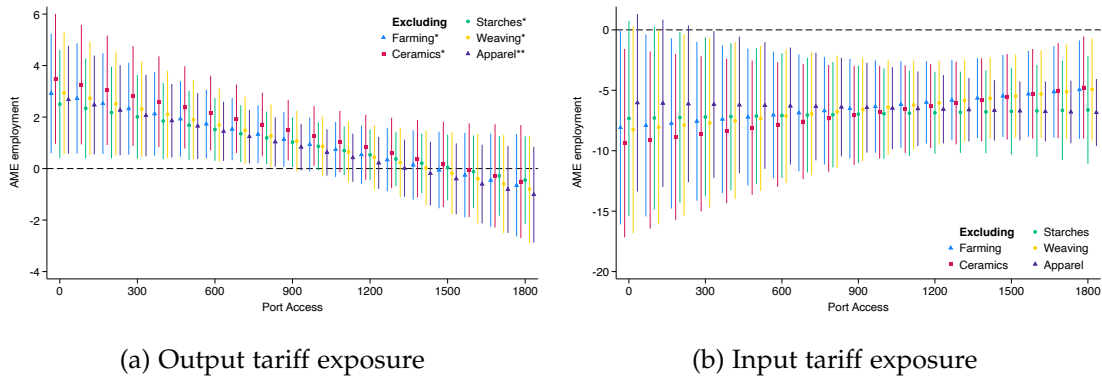 6
4
2
0
-2
-4
AME employment
0
300
600
900
1200
1500
1800
Port Access
Excluding
Starches*
Farming*
Weaving*
Ceramics*
Apparel**
(a) Output tariff exposure
0
-5
-10
-15
-20
AME employment
0
300
600
900
1200
1500
1800
Port Access
Excluding
Starches
Farming
Weaving
Ceramics
Apparel
(b) Input tariff exposure